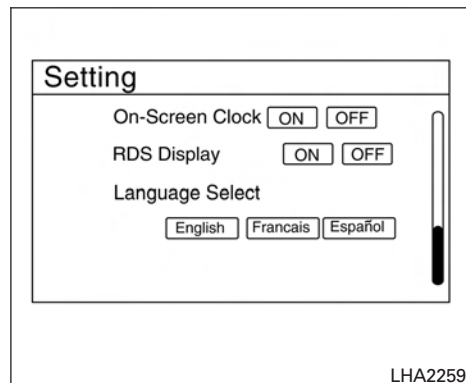 Setting
On-Screen Clock ON OFF
RDS Display ON OFF
Language Select
English Francais Español
LHA2259